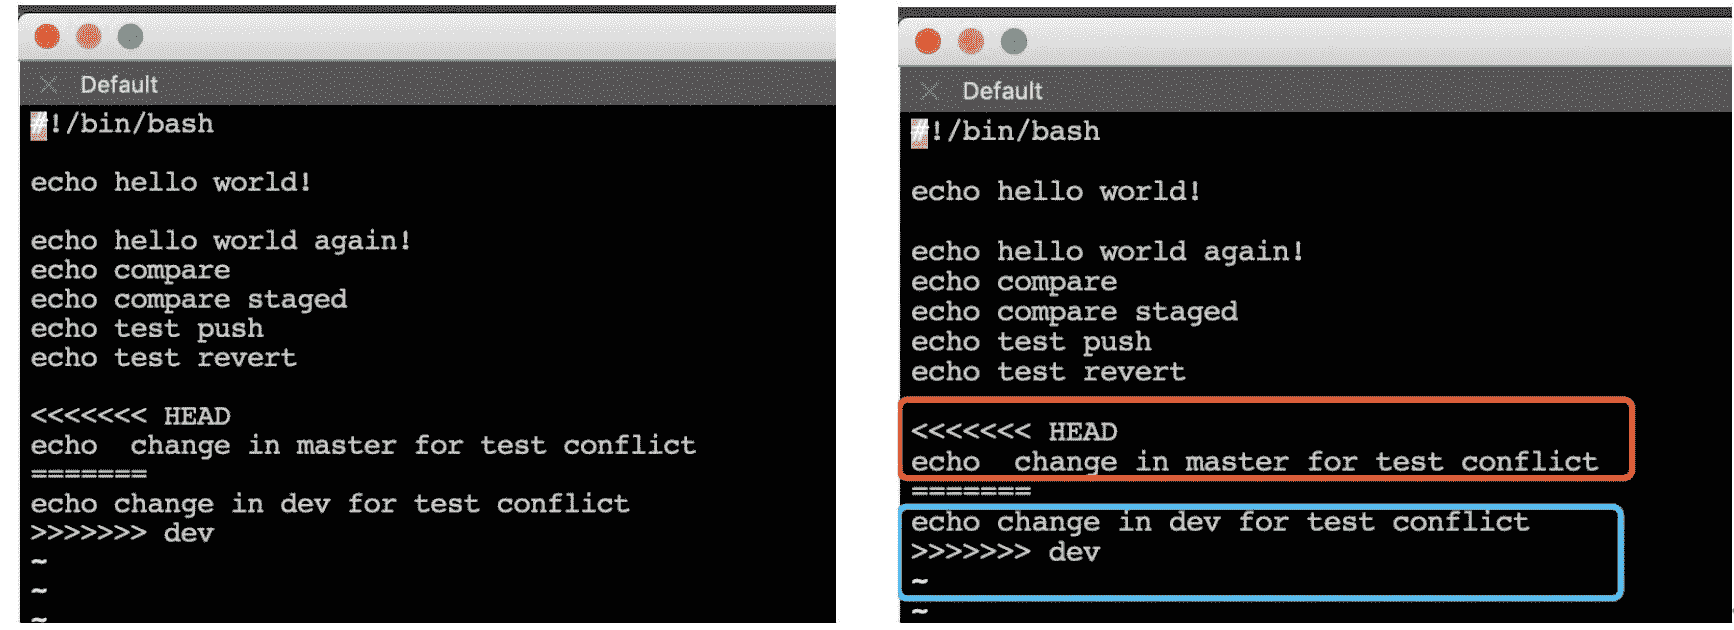 Default
#!/bin/bash
echo hello world!
echo hello world again!
echo compare
echo compare staged
echo test push
echo test revert
<<<<<<< HEAD
echo  change in master for test conflict
=======
echo change in dev for test conflict
>>>>>>> dev
~
~
~
Default
#!/bin/bash
echo hello world!
echo hello world again!
echo compare
echo compare staged
echo test push
echo test revert
<<<<<<< HEAD
echo  change in master for test conflict
=======
echo change in dev for test conflict
>>>>>>> dev
~
~